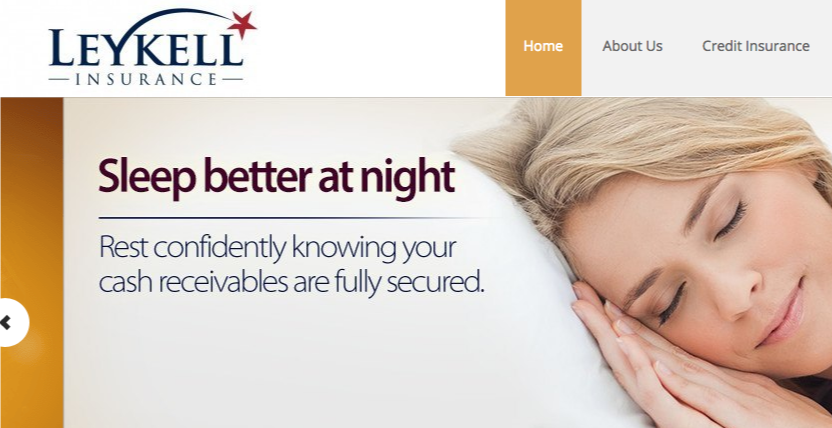 LEYKELL
INSURANCE
Home
About Us
Credit Insurance
Sleep better at night
Rest confidently knowing your
cash receivables are fully secured.